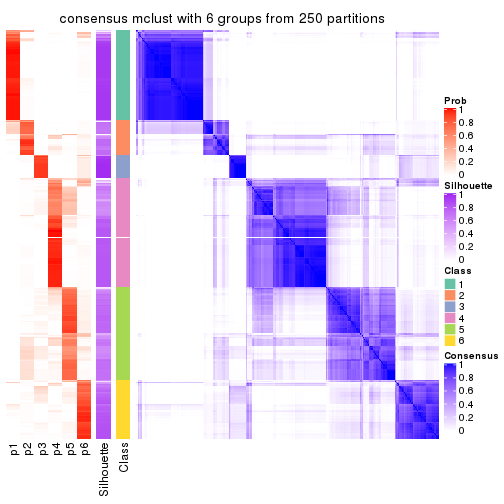 consensus mclust with 6 groups from 250 partitions
Prob
1
0.8
0.6
0.4
0.2
0
Silhouette
1
0.8
0.6
0.4
0.2
0
Class
1
2
3
4
5
6
Consensus
1
0.8
0.6
0.4
0.2
0
p1
p2
p3
p4
p5
p6
Silhouette
Class